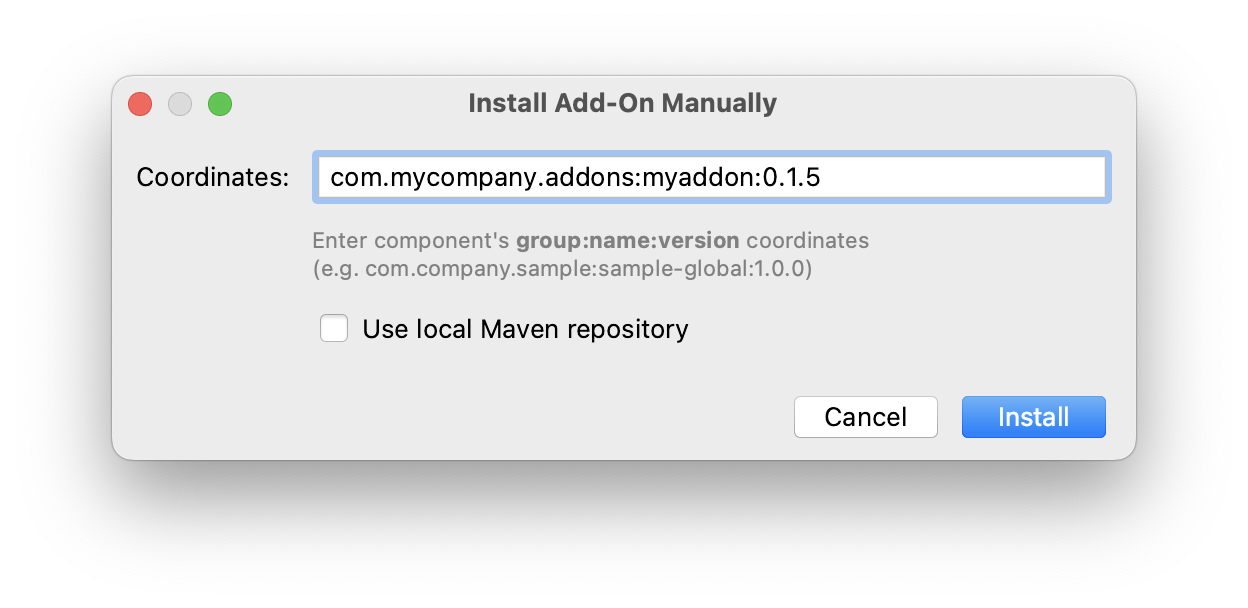 Install Add-On Manually
Coordinates: com.mycompany.addons:myaddon:0.1.5
Enter component's group:name:version coordinates
(e.g. com.company.sample:sample-global:1.0.0)
Use local Maven repository
Cancel Install